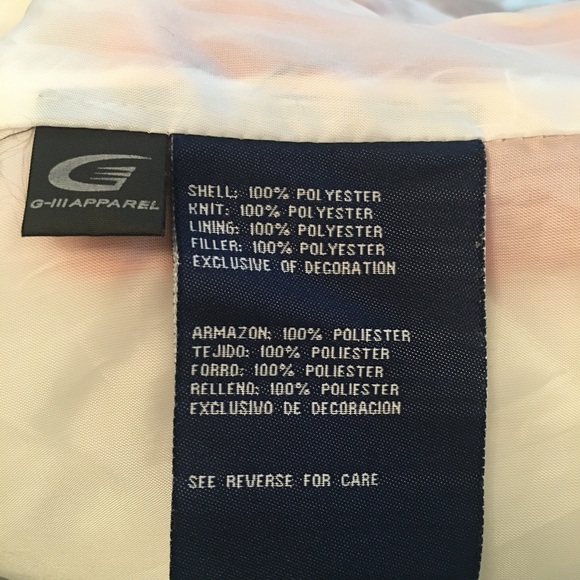 G-III APPAREL
SHELL: 100% POLYESTER
KNIT: 100% POLYESTER
LINING: 100% POLYESTER
FILLER: 100% POLYESTER
EXCLUSIVE OF DECORATION
ARMAZON: 100% POLIESTER
TEJIDO: 100% POLIESTER
FORRO: 100% POLIESTER
RELLENO: 100% POLIESTER
EXCLUSIVO DE DECORACION
SEE REVERSE FOR CARE